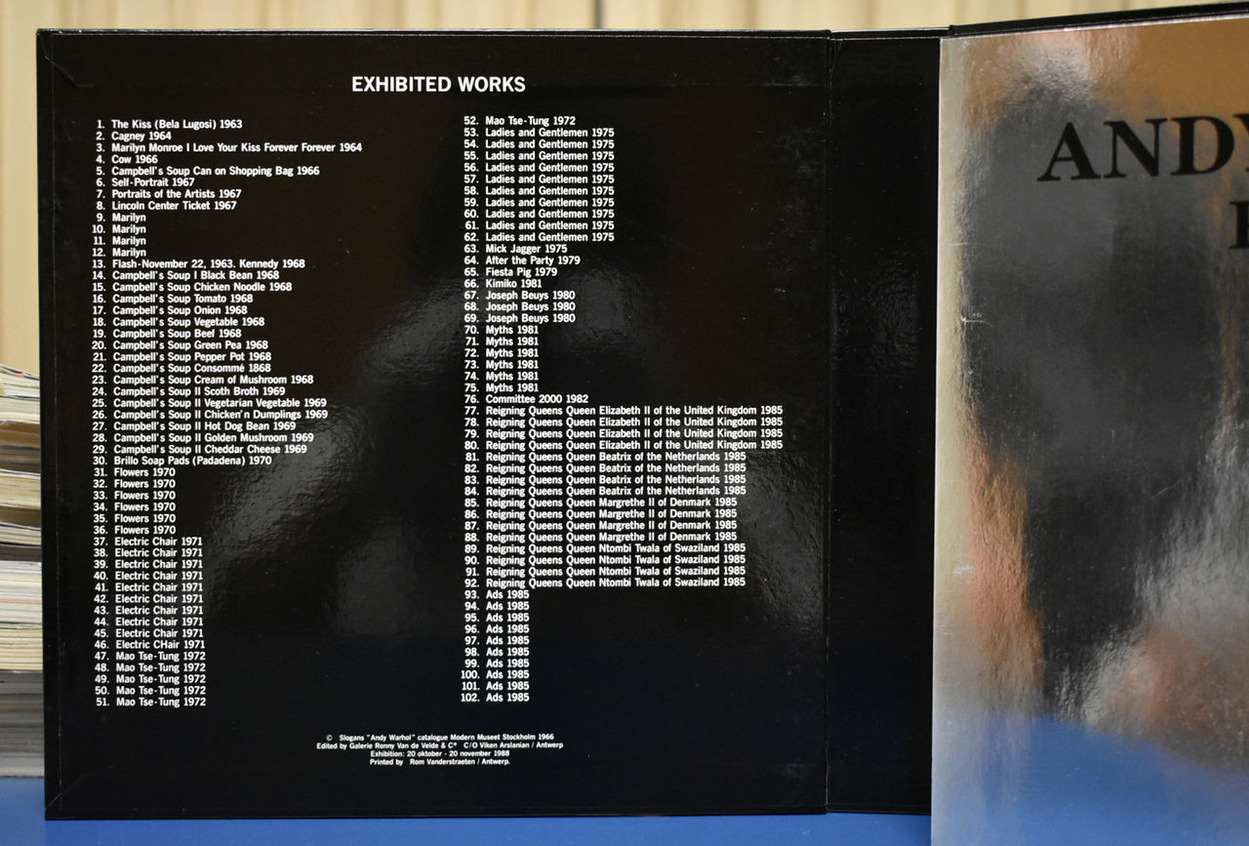 EXHIBITED WORKS
1. The Kiss (Bela Lugosi) 1963
2. Cagney 1964
3. Marilyn Monroe I Love Your Kiss Forever Forever 1964
4. Cow 1966
5. Campbell's Soup Can on Shopping Bag 1966
6. Self-Portrait 1967
7. Portraits of the Artists 1967
8. Lincoln Center Ticket 1967
9. Marilyn
10. Marilyn
11. Marilyn
12. Marilyn
13. Flash-November 22, 1963. Kennedy 1968
14. Campbell's Soup I Black Bean 1968
15. Campbell's Soup Chicken Noodle 1968
16. Campbell's Soup Tomato 1968
17. Campbell's Soup Onion 1968
18. Campbell's Soup Vegetable 1968
19. Campbell's Soup Beef 1968
20. Campbell's Soup Green Pea 1968
21. Campbell's Soup Pepper Pot 1968
22. Campbell's Soup Consommé 1868
23. Campbell's Soup Cream of Mushroom 1968
24. Campbell's Soup II Scoth Broth 1969
25. Campbell's Soup II Vegetarian Vegetable 1969
26. Campbell's Soup II Chicken'n Dumplings 1969
27. Campbell's Soup II Hot Dog Bean 1969
28. Campbell's Soup II Golden Mushroom 1969
29. Campbell's Soup II Cheddar Cheese 1969
30. Brillo Soap Pads (Padadena) 1970
31. Flowers 1970
32. Flowers 1970
33. Flowers 1970
34. Flowers 1970
35. Flowers 1970
36. Flowers 1970
37. Electric Chair 1971
38. Electric Chair 1971
39. Electric Chair 1971
40. Electric Chair 1971
41. Electric Chair 1971
42. Electric Chair 1971
43. Electric Chair 1971
44. Electric Chair 1971
45. Electric Chair 1971
46. Electric CHair 1971
47. Mao Tse-Tung 1972
48. Mao Tse-Tung 1972
49. Mao Tse-Tung 1972
50. Mao Tse-Tung 1972
51. Mao Tse-Tung 1972
52. Mao Tse-Tung 1972
53. Ladies and Gentlemen 1975
54. Ladies and Gentlemen 1975
55. Ladies and Gentlemen 1975
56. Ladies and Gentlemen 1975
57. Ladies and Gentlemen 1975
58. Ladies and Gentlemen 1975
59. Ladies and Gentlemen 1975
60. Ladies and Gentlemen 1975
61. Ladies and Gentlemen 1975
62. Ladies and Gentlemen 1975
63. Mick Jagger 1975
64. After the Party 1979
65. Fiesta Pig 1979
66. Kimiko 1981
67. Joseph Beuys 1980
68. Joseph Beuys 1980
69. Joseph Beuys 1980
70. Myths 1981
71. Myths 1981
72. Myths 1981
73. Myths 1981
74. Myths 1981
75. Myths 1981
76. Committee 2000 1982
77. Reigning Queens Queen Elizabeth II of the United Kingdom 1985
78. Reigning Queens Queen Elizabeth II of the United Kingdom 1985
79. Reigning Queens Queen Elizabeth II of the United Kingdom 1985
80. Reigning Queens Queen Elizabeth II of the United Kingdom 1985
81. Reigning Queens Queen Beatrix of the Netherlands 1985
82. Reigning Queens Queen Beatrix of the Netherlands 1985
83. Reigning Queens Queen Beatrix of the Netherlands 1985
84. Reigning Queens Queen Beatrix of the Netherlands 1985
85. Reigning Queens Queen Margrethe II of Denmark 1985
86. Reigning Queens Queen Margrethe II of Denmark 1985
87. Reigning Queens Queen Margrethe II of Denmark 1985
88. Reigning Queens Queen Margrethe II of Denmark 1985
89. Reigning Queens Queen Ntombi Twala of Swaziland 1985
90. Reigning Queens Queen Ntombi Twala of Swaziland 1985
91. Reigning Queens Queen Ntombi Twala of Swaziland 1985
92. Reigning Queens Queen Ntombi Twala of Swaziland 1985
93. Ads 1985
94. Ads 1985
95. Ads 1985
96. Ads 1985
97. Ads 1985
98. Ads 1985
99. Ads 1985
100. Ads 1985
101. Ads 1985
102. Ads 1985
© Slogans "Andy Warhol" catalogue Modern Museet Stockholm 1966
Edited by Galerie Ronny Van de Velde & C° C/O Viken Arslanian / Antwerp
Exhibition: 20 oktober - 20 november 1988
Printed by Rom Vanderstraeten / Antwerp.
ANDY